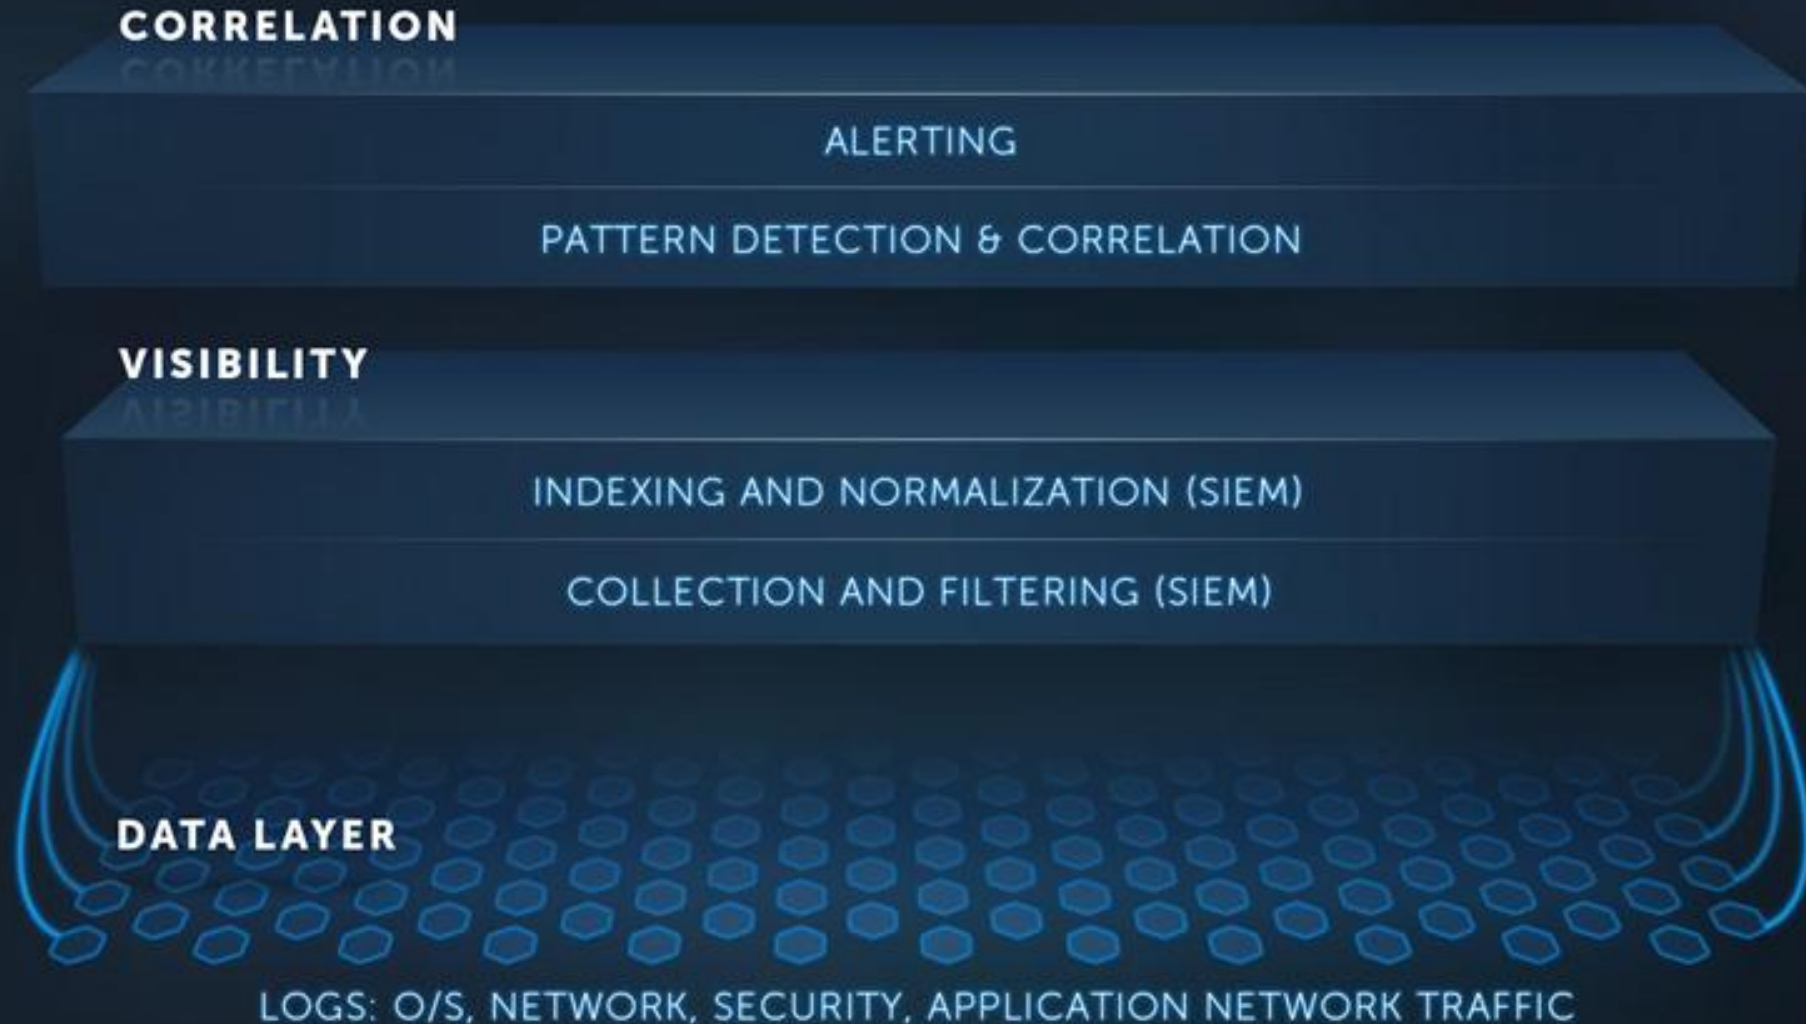 CORRELATION
ALERTING
PATTERN DETECTION & CORRELATION
VISIBILITY
INDEXING AND NORMALIZATION (SIEM)
COLLECTION AND FILTERING (SIEM)
DATA LAYER
LOGS: O/S, NETWORK, SECURITY, APPLICATION NETWORK TRAFFIC